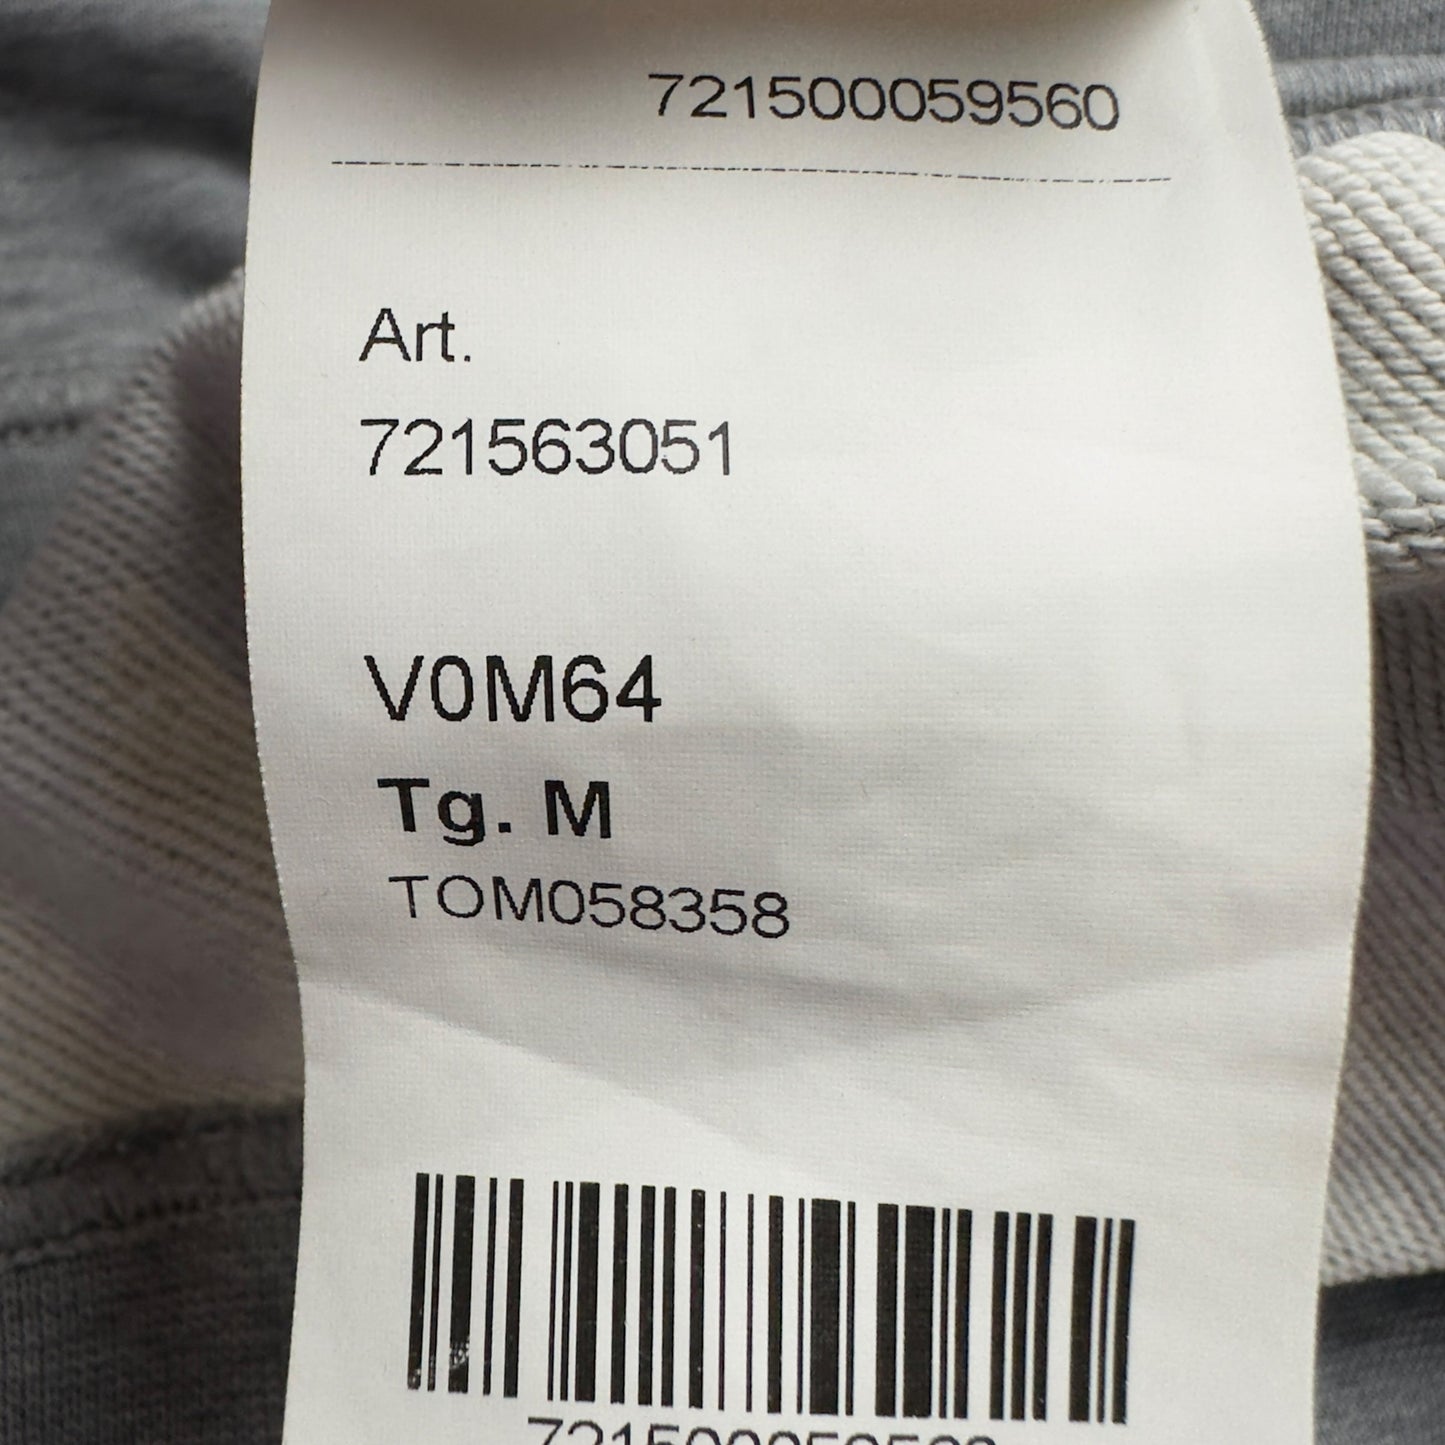 721500059560
Art.
721563051
V0M64
Tg. M
TOM058358